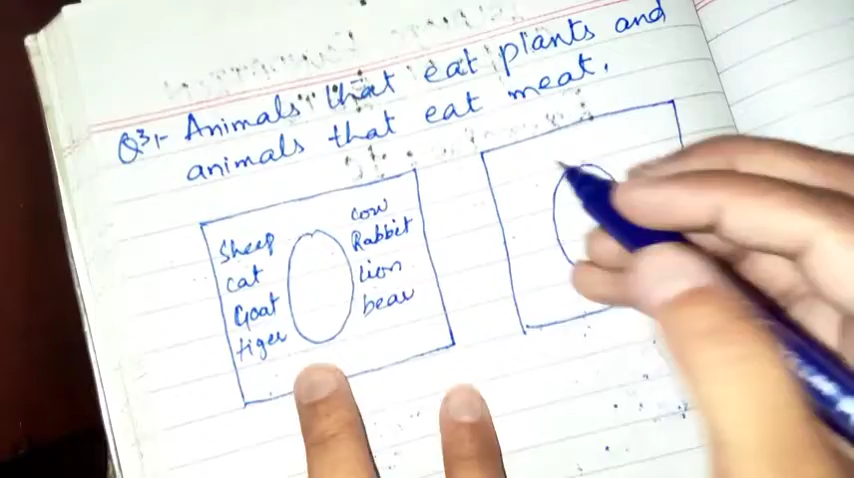 Q3:- Animals that eat plants and
animals that eat meat.
Sheep
cat
Goat
tiger
cow
Rabbit
Lion
bear